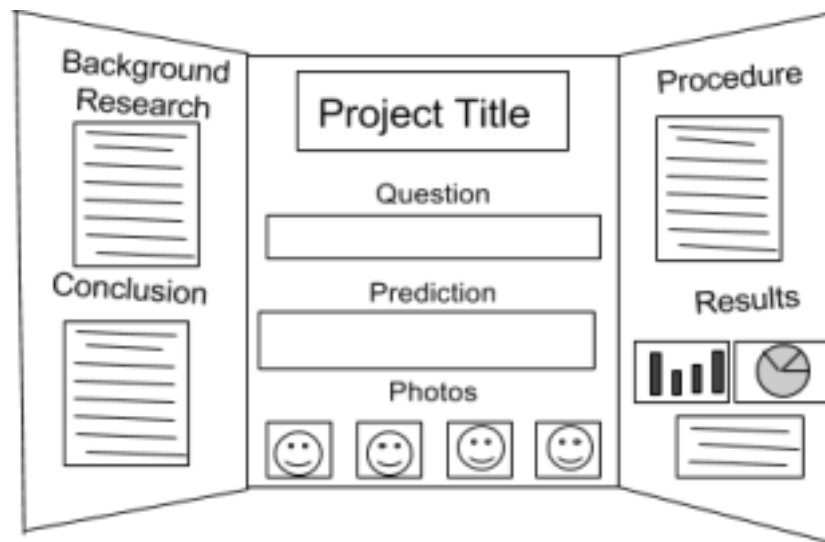 Background
Research
Conclusion
Project Title
Question
Prediction
Photos
Procedure
Results